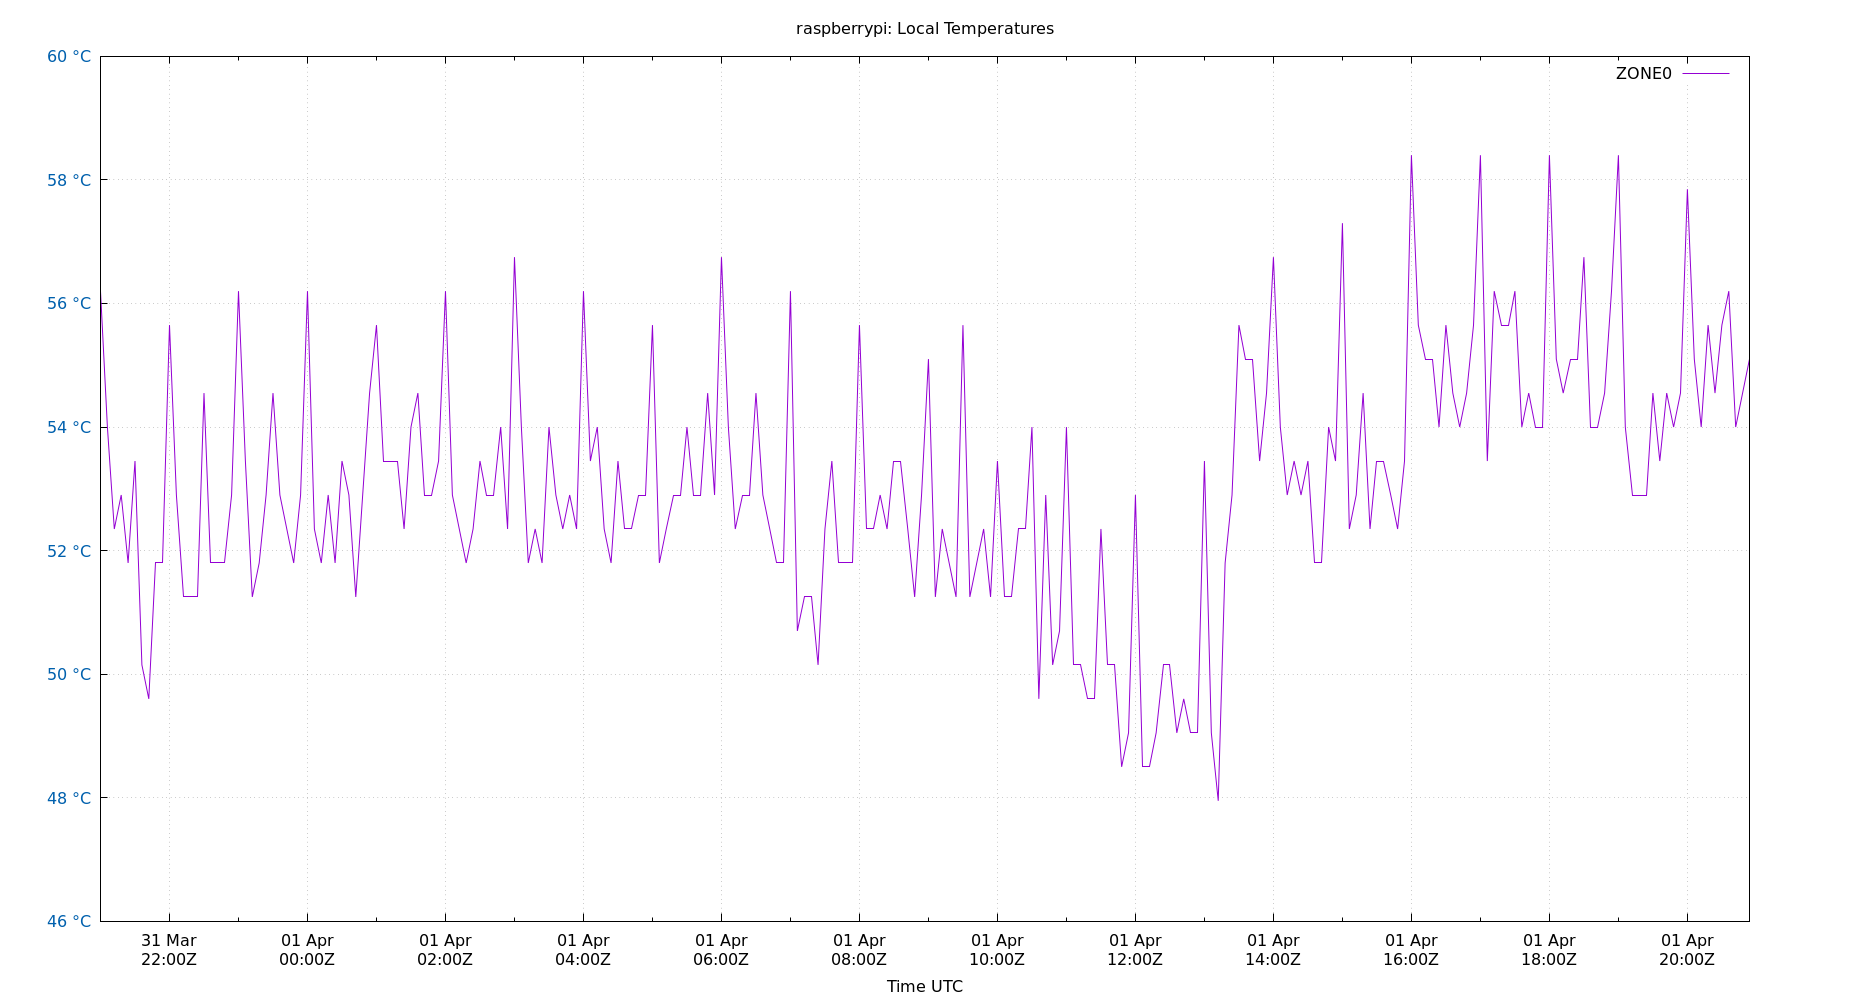 raspberrypi: Local Temperatures
60 °C
ZONE0
58 °C
56 °C
54 °C
52 °C
50 °C
48 °C
46 °C
31 Mar 01 Apr 01 Apr 01 Apr 01 Apr 01 Apr 01 Apr 01 Apr 01 Apr 01 Apr 01 Apr 01 Apr
22:00Z 00:00Z 02:00Z 04:00Z 06:00Z 08:00Z 10:00Z 12:00Z 14:00Z 16:00Z 18:00Z 20:00Z
Time UTC